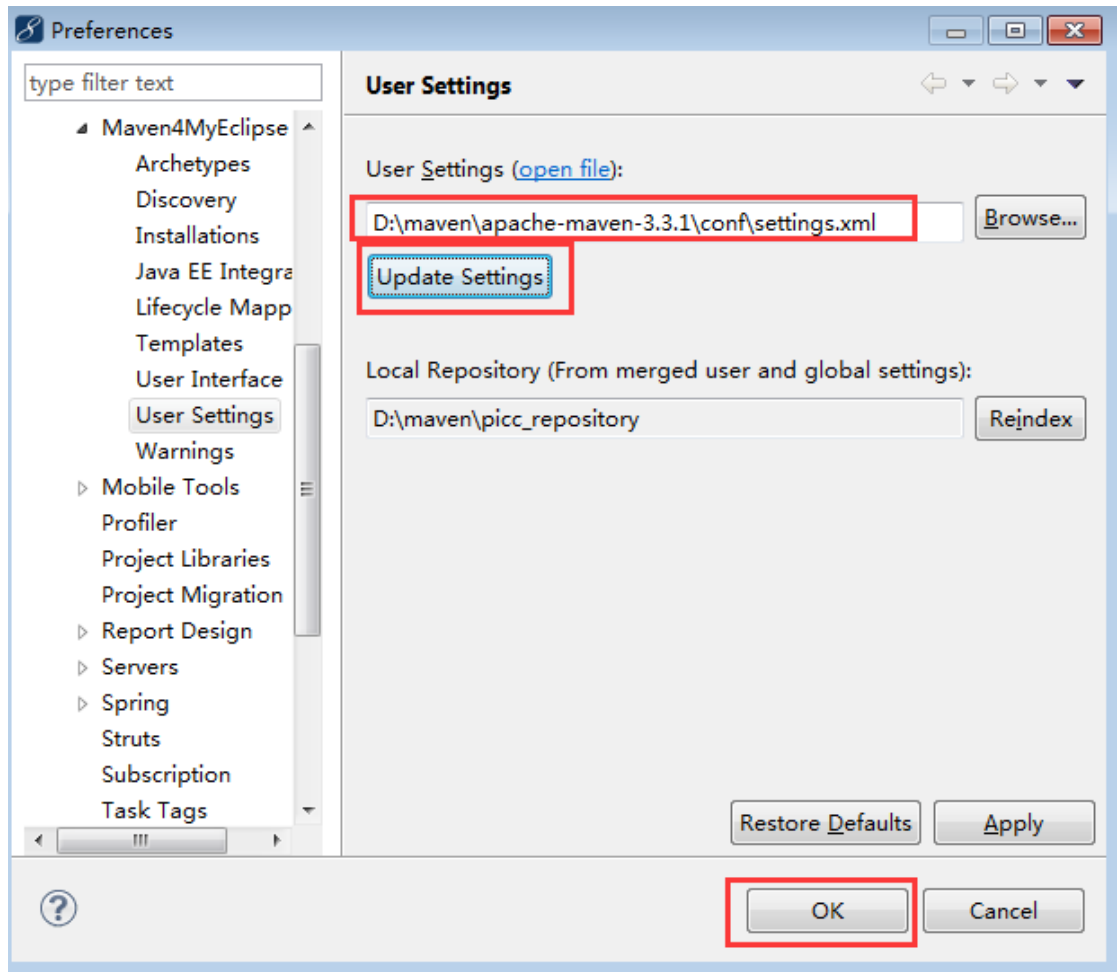 Preferences
type filter text
Maven4MyEclipse
Archetypes
Discovery
Installations
Java EE Integra
Lifecycle Mapp
Templates
User Interface
User Settings
Warnings
Mobile Tools
Profiler
Project Libraries
Project Migration
Report Design
Servers
Spring
Struts
Subscription
Task Tags
User Settings
User Settings (open file):
D:\maven\apache-maven-3.3.1\conf\settings.xml
Browse...
Update Settings
Local Repository (From merged user and global settings):
D:\maven\picc_repository
Reindex
Restore Defaults
Apply
?
OK
Cancel